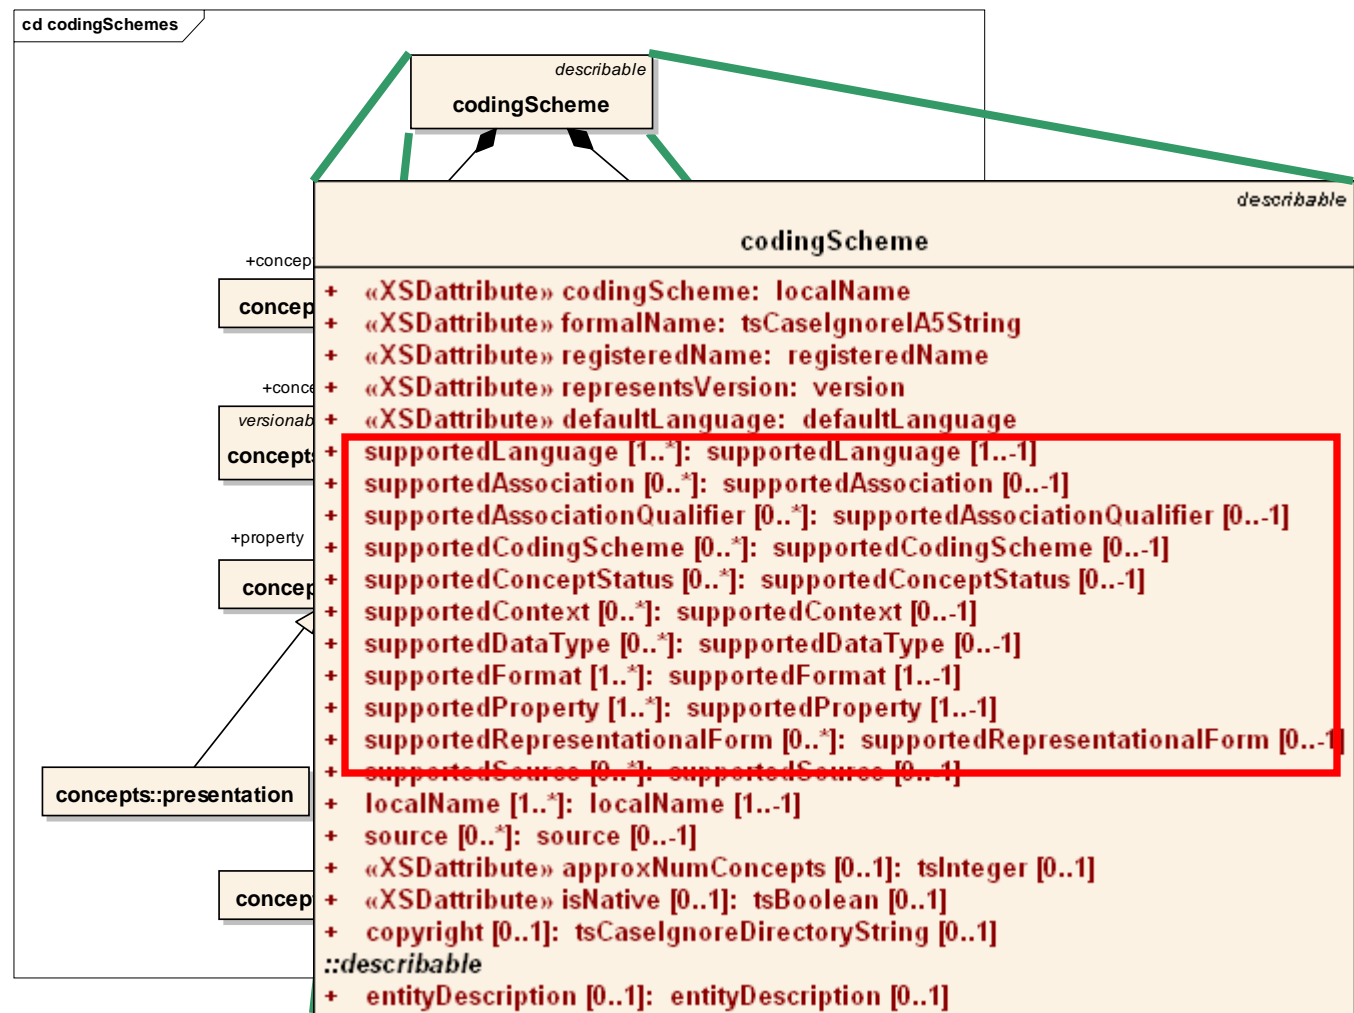 cd codingSchemes
describable
codingScheme
describable
codingScheme
+concep
concep
+conce
versionab
concepts
+property
concep
concepts::presentation
concep
+ «XSDattribute» codingScheme: localName
+ «XSDattribute» formalName: tsCaseIgnoreIA5String
+ «XSDattribute» registeredName: registeredName
+ «XSDattribute» representsVersion: version
+ «XSDattribute» defaultLanguage: defaultLanguage
+ supportedLanguage [1..*]: supportedLanguage [1..-1]
+ supportedAssociation [0..*]: supportedAssociation [0..-1]
+ supportedAssociationQualifier [0..*]: supportedAssociationQualifier [0..-1]
+ supportedCodingScheme [0..*]: supportedCodingScheme [0..-1]
+ supportedConceptStatus [0..*]: supportedConceptStatus [0..-1]
+ supportedContext [0..*]: supportedContext [0..-1]
+ supportedDataType [0..*]: supportedDataType [0..-1]
+ supportedFormat [1..*]: supportedFormat [1..-1]
+ supportedProperty [1..*]: supportedProperty [1..-1]
+ supportedRepresentationalForm [0..*]: supportedRepresentationalForm [0..-1]
+ supportedSource [0..*]: supportedSource [0..-1]
+ localName [1..*]: localName [1..-1]
+ source [0..*]: source [0..-1]
+ «XSDattribute» approxNumConcepts [0..1]: tsInteger [0..1]
+ «XSDattribute» isNative [0..1]: tsBoolean [0..1]
+ copyright [0..1]: tsCaseIgnoreDirectoryString [0..1]
::describable
+ entityDescription [0..1]: entityDescription [0..1]